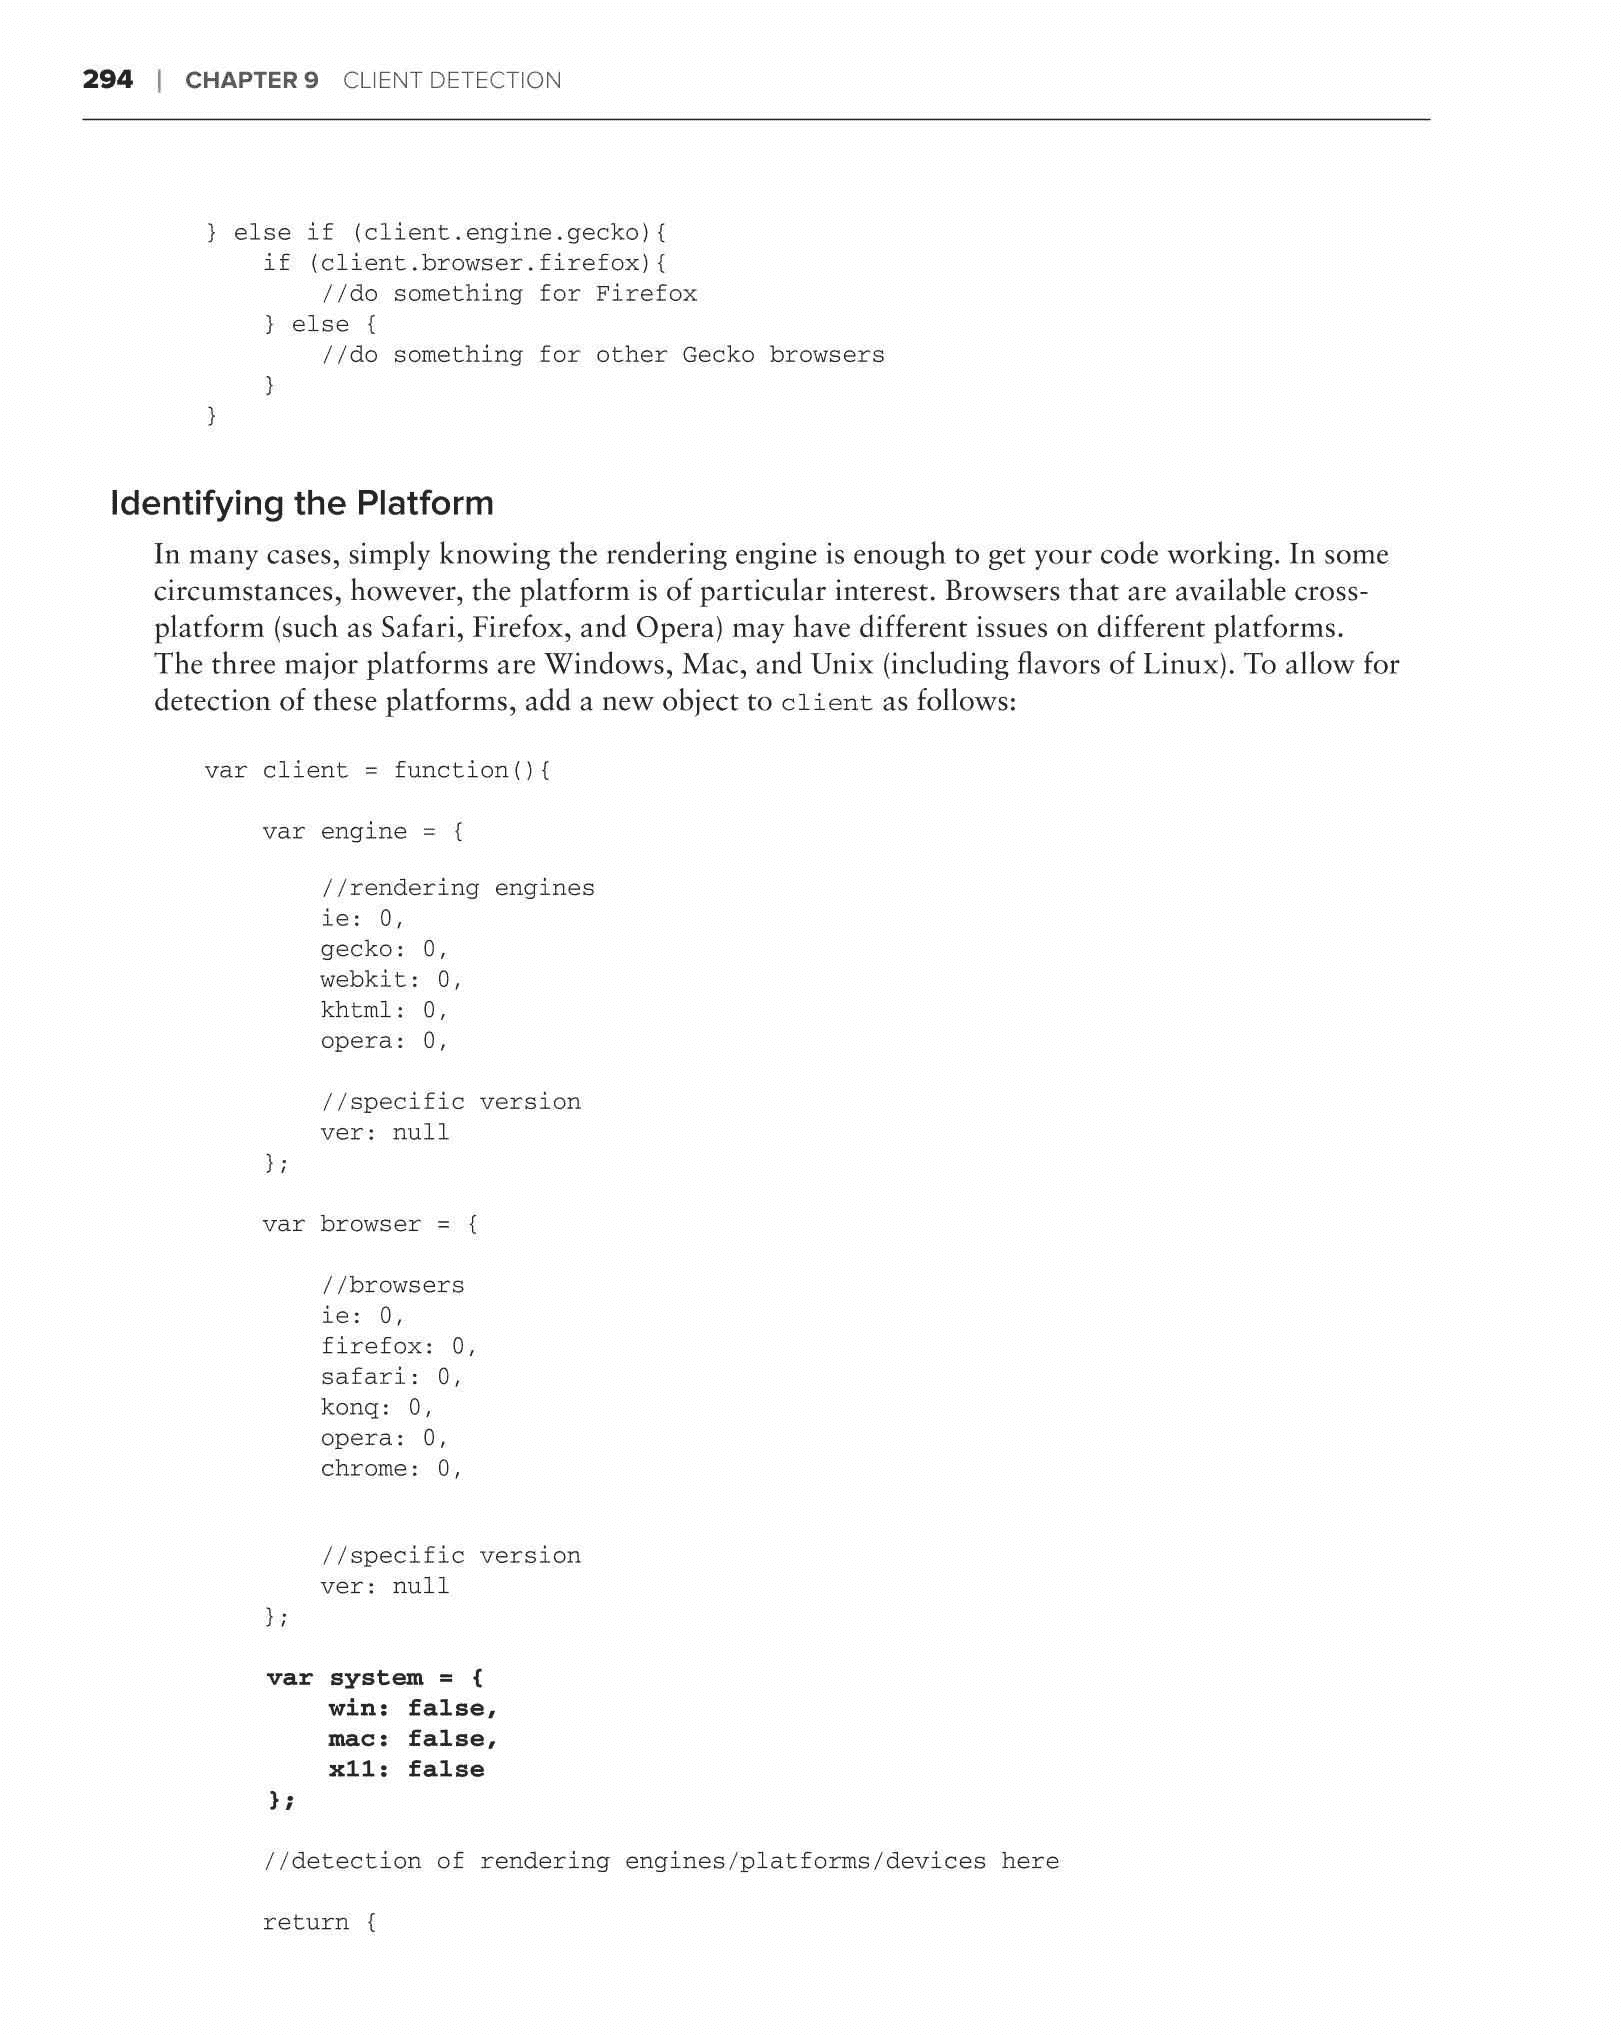 294 | CHAPTER 9 CLIENT DETECTION
} else if (client.engine.gecko){
    if (client.browser.firefox){
        //do something for Firefox
    } else {
        //do something for other Gecko browsers
    }
}
Identifying the Platform
In many cases, simply knowing the rendering engine is enough to get your code working. In some
circumstances, however, the platform is of particular interest. Browsers that are available cross-
platform (such as Safari, Firefox, and Opera) may have different issues on different platforms.
The three major platforms are Windows, Mac, and Unix (including flavors of Linux). To allow for
detection of these platforms, add a new object to client as follows:
var client = function(){
    var engine = {
        //rendering engines
        ie: 0,
        gecko: 0,
        webkit: 0,
        khtml: 0,
        opera: 0,
        //specific version
        ver: null
    };
    var browser = {
        //browsers
        ie: 0,
        firefox: 0,
        safari: 0,
        konq: 0,
        opera: 0,
        chrome: 0,
        //specific version
        ver: null
    };
    var system = {
        win: false,
        mac: false,
        x11: false
    };
    //detection of rendering engines/platforms/devices here
    return {